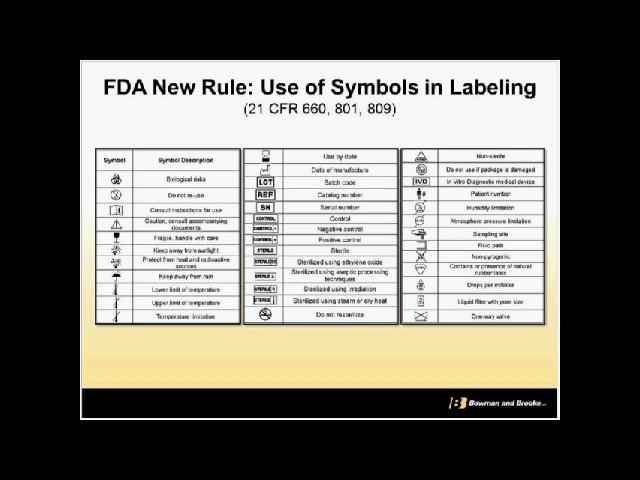 FDA New Rule: Use of Symbols in Labeling
(21 CFR 660, 801, 809)
Symbol Symbol Description
Biological risks
Do not re-use
Consult instructions for use
Caution, consult accompanying
documents
Fragile, handle with care
Keep away from sunlight
Protect from heat and radioactive
sources
Keep away from rain
Lower limit of temperature
Upper limit of temperature
Temperature limitation
Use by date
Date of manufacture
LOT Batch code
REF Catalog number
SN Serial number
CONTROL Control
CONTROL - Negative control
CONTROL + Positive control
STERILE Sterile
STERILE EO Sterilized using ethylene oxide
STERILE A Sterilized using aseptic processing
techniques
STERILE R Sterilized using irradiation
STERILE Sterilized using steam or dry heat
Do not resterilize
Non-sterile
Do not use if package is damaged
IVD In Vitro Diagnostic medical device
Patient number
Humidity limitation
Atmosphere pressure limitation
Sampling site
Fluid path
Non-pyrogenic
Contains or presence of natural
rubber latex
Drops per milliliter
Liquid filter with pore size
One-way valve
Bowman and Brooke